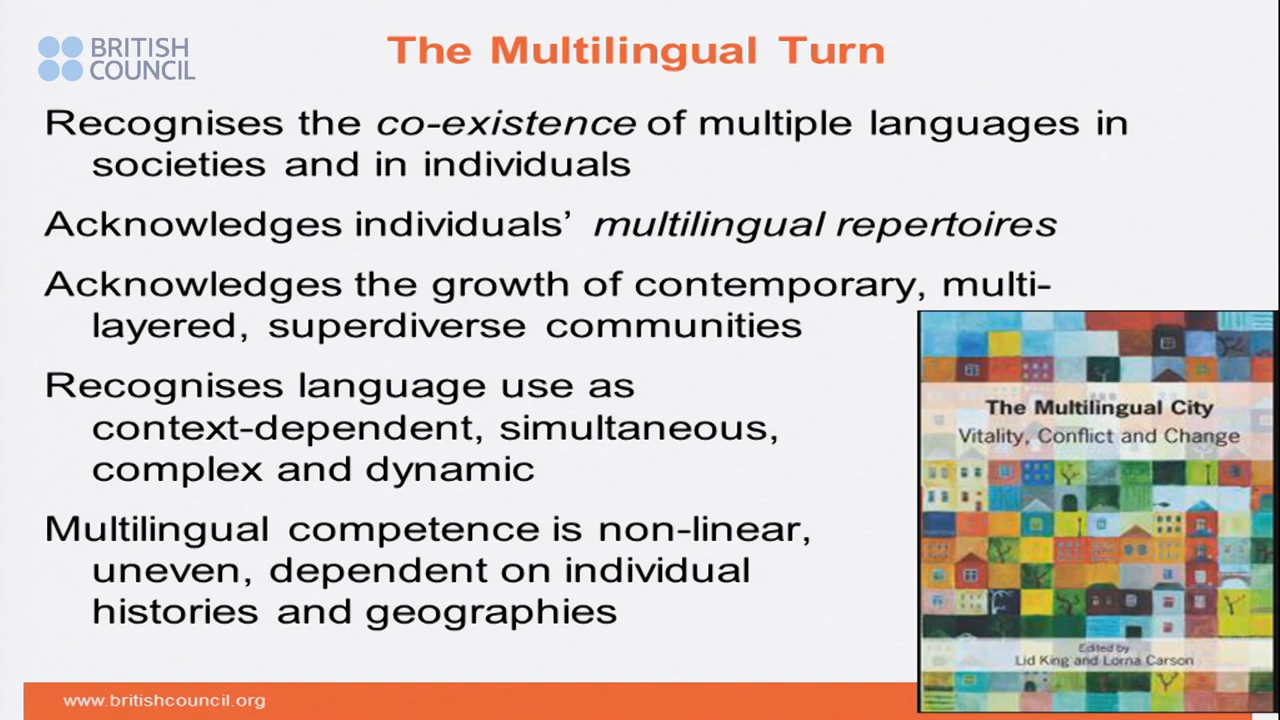 BRITISH
COUNCIL
The Multilingual Turn
Recognises the co-existence of multiple languages in
societies and in individuals
Acknowledges individuals’ multilingual repertoires
Acknowledges the growth of contemporary, multi-
layered, superdiverse communities
Recognises language use as
context-dependent, simultaneous,
complex and dynamic
Multilingual competence is non-linear,
uneven, dependent on individual
histories and geographies
The Multilingual City
Vitality, Conflict and Change
Edited by
Lid King and Lorna Carson
www.britishcouncil.org